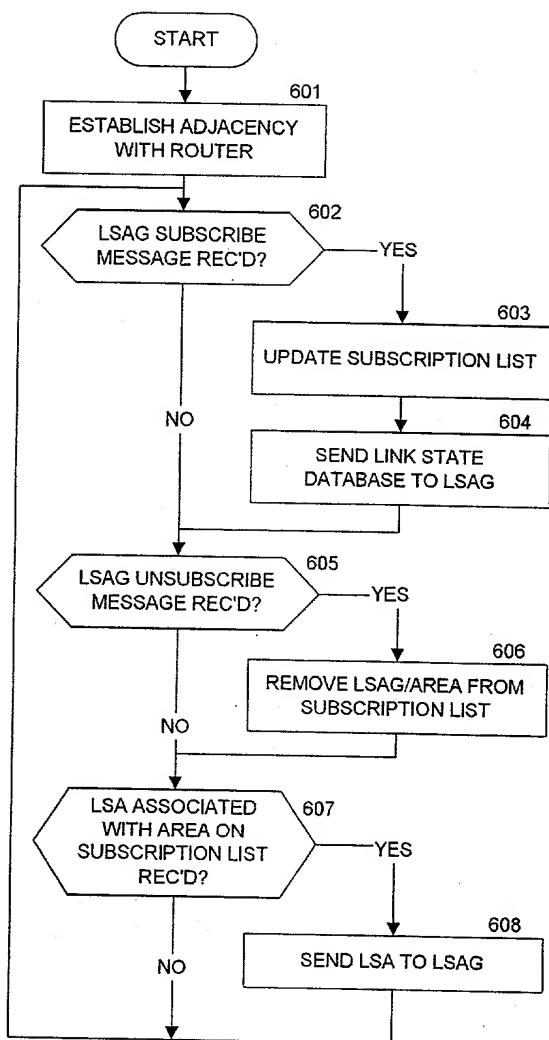 START
601
ESTABLISH ADJACENCY
WITH ROUTER
602
LSAG SUBSCRIBE
MESSAGE REC'D?
YES
603
UPDATE SUBSCRIPTION LIST
NO
604
SEND LINK STATE
DATABASE TO LSAG
605
LSAG UNSUBSCRIBE
MESSAGE REC'D?
YES
606
REMOVE LSAG/AREA FROM
SUBSCRIPTION LIST
NO
607
LSA ASSOCIATED
WITH AREA ON
SUBSCRIPTION LIST
REC'D?
YES
608
SEND LSA TO LSAG
NO